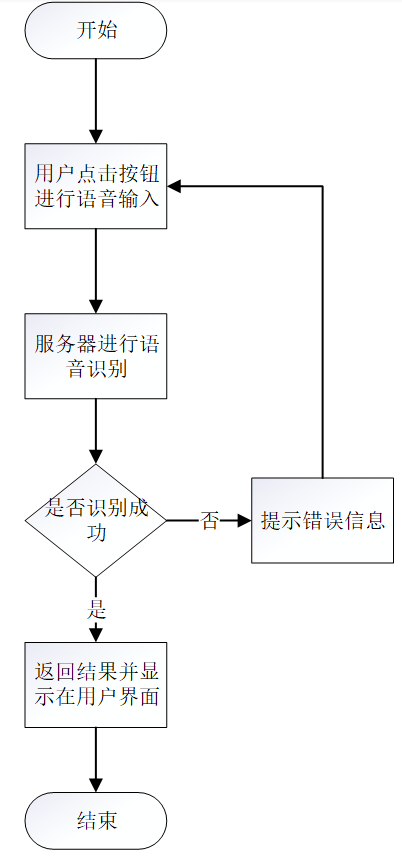 开始
用户点击按钮
进行语音输入
服务器进行语
音识别
是否识别成
功
否
提示错误信息
是
返回结果并显
示在用户界面
结束